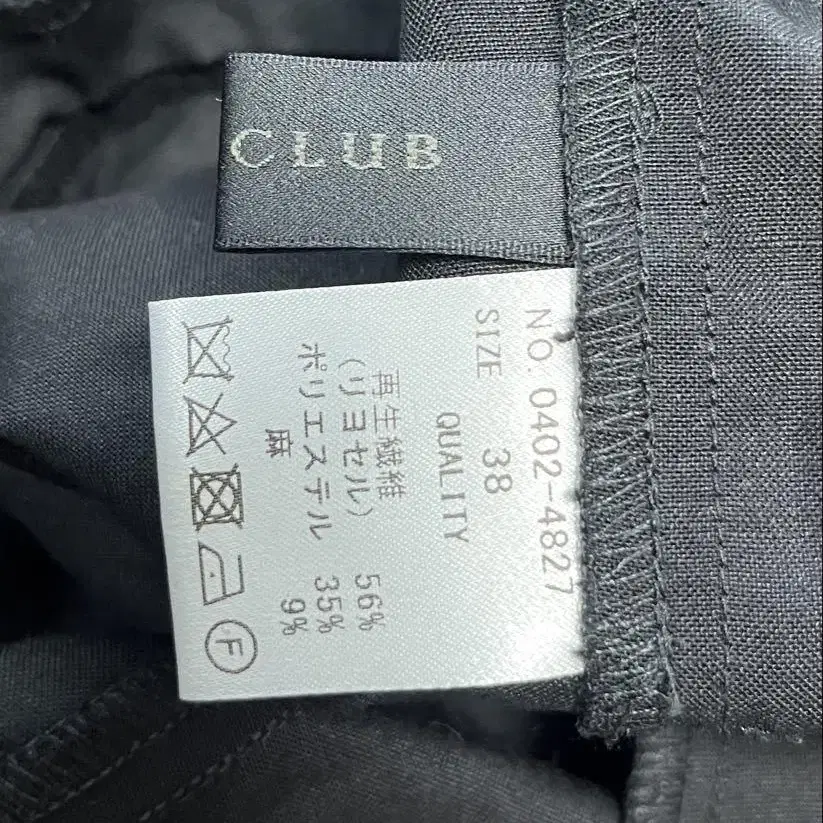 CLUB
NO. 0402-4827
SIZE 38
QUALITY
再生繊維
(リヨセル) 56%
ポリエステル 35%
麻 9%
F